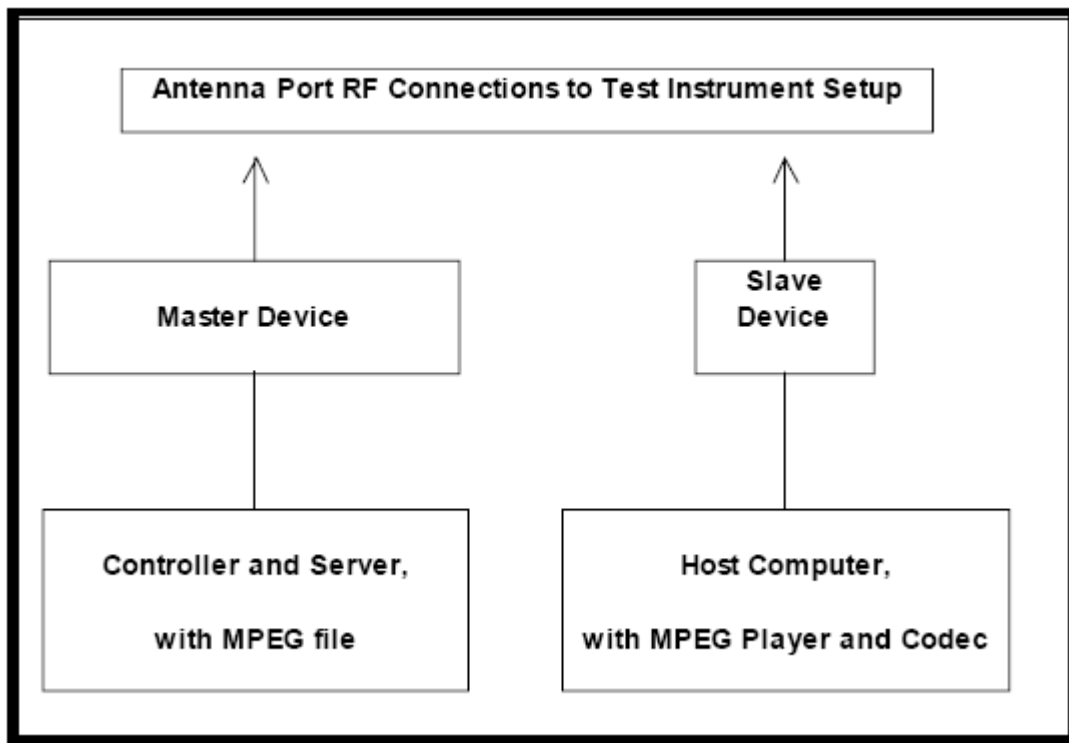 Antenna Port RF Connections to Test Instrument Setup
Master Device
Slave
Device
Controller and Server,
with MPEG file
Host Computer,
with MPEG Player and Codec